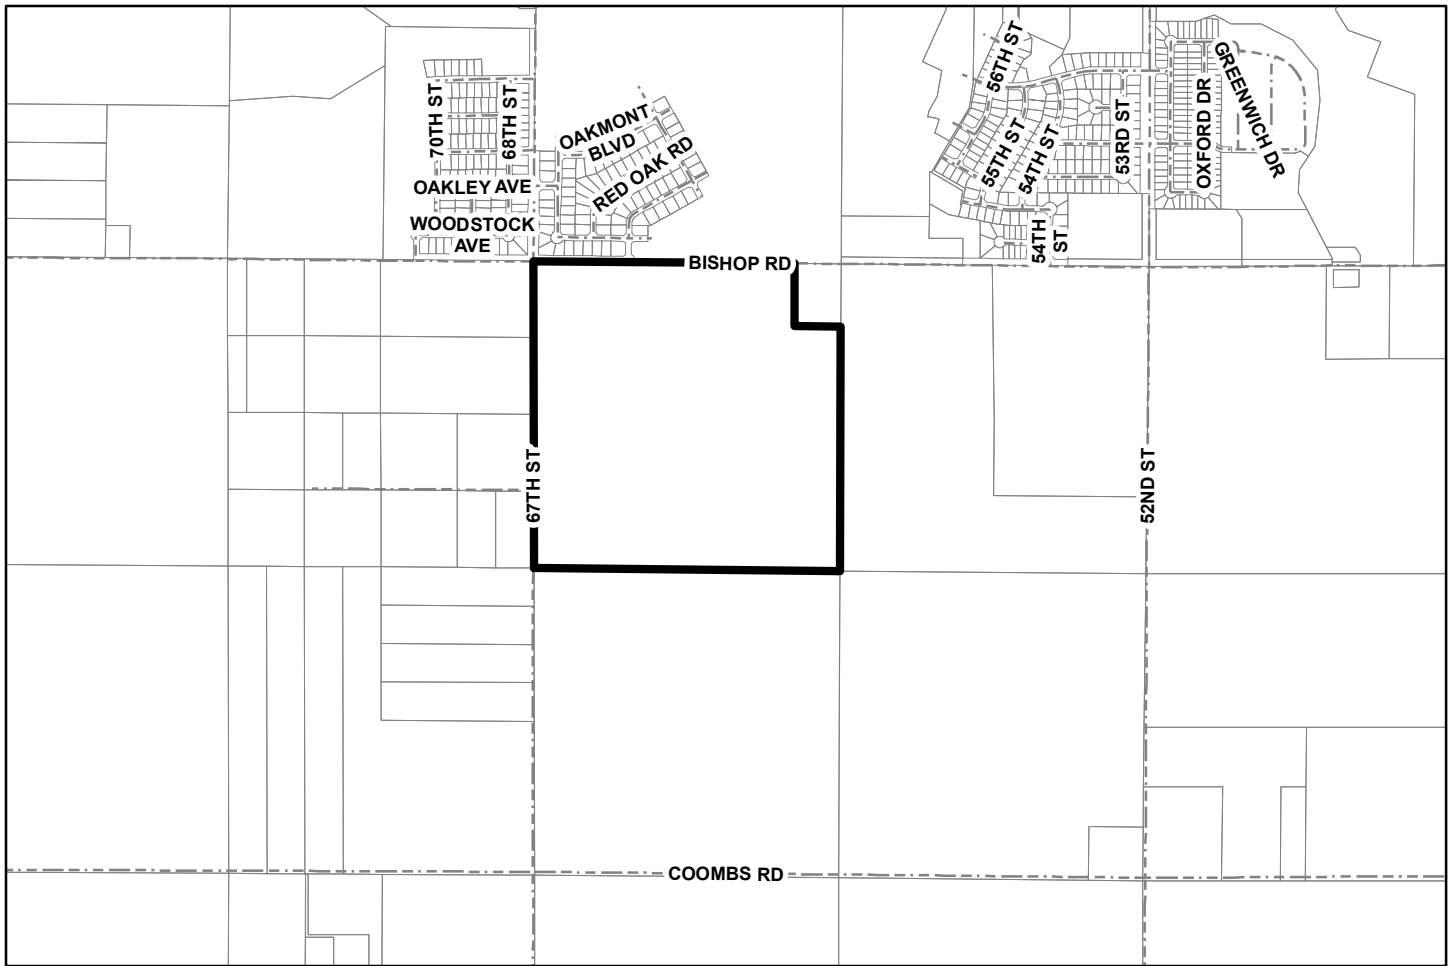 56TH ST
GREENWICH DR
70TH ST
68TH ST
OAKMONT
BLVD
RED OAK RD
55TH ST
54TH ST
53RD ST
OXFORD DR
OAKLEY AVE
WOODSTOCK
AVE
54TH
ST
BISHOP RD
67TH ST
52ND ST
COOMBS RD